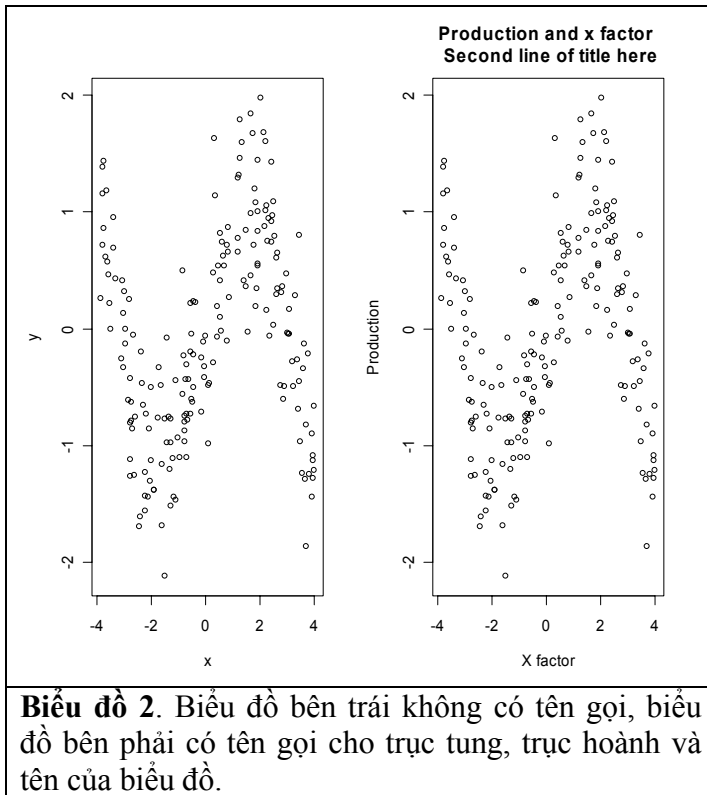 Production and x factor
Second line of title here
2
1
0
-1
-2
y
-4
-2
0
2
4
x
2
1
0
-1
-2
Production
-4
-2
0
2
4
X factor
Biểu đồ 2. Biểu đồ bên trái không có tên gọi, biểu
đồ bên phải có tên gọi cho trục tung, trục hoành và
tên của biểu đồ.